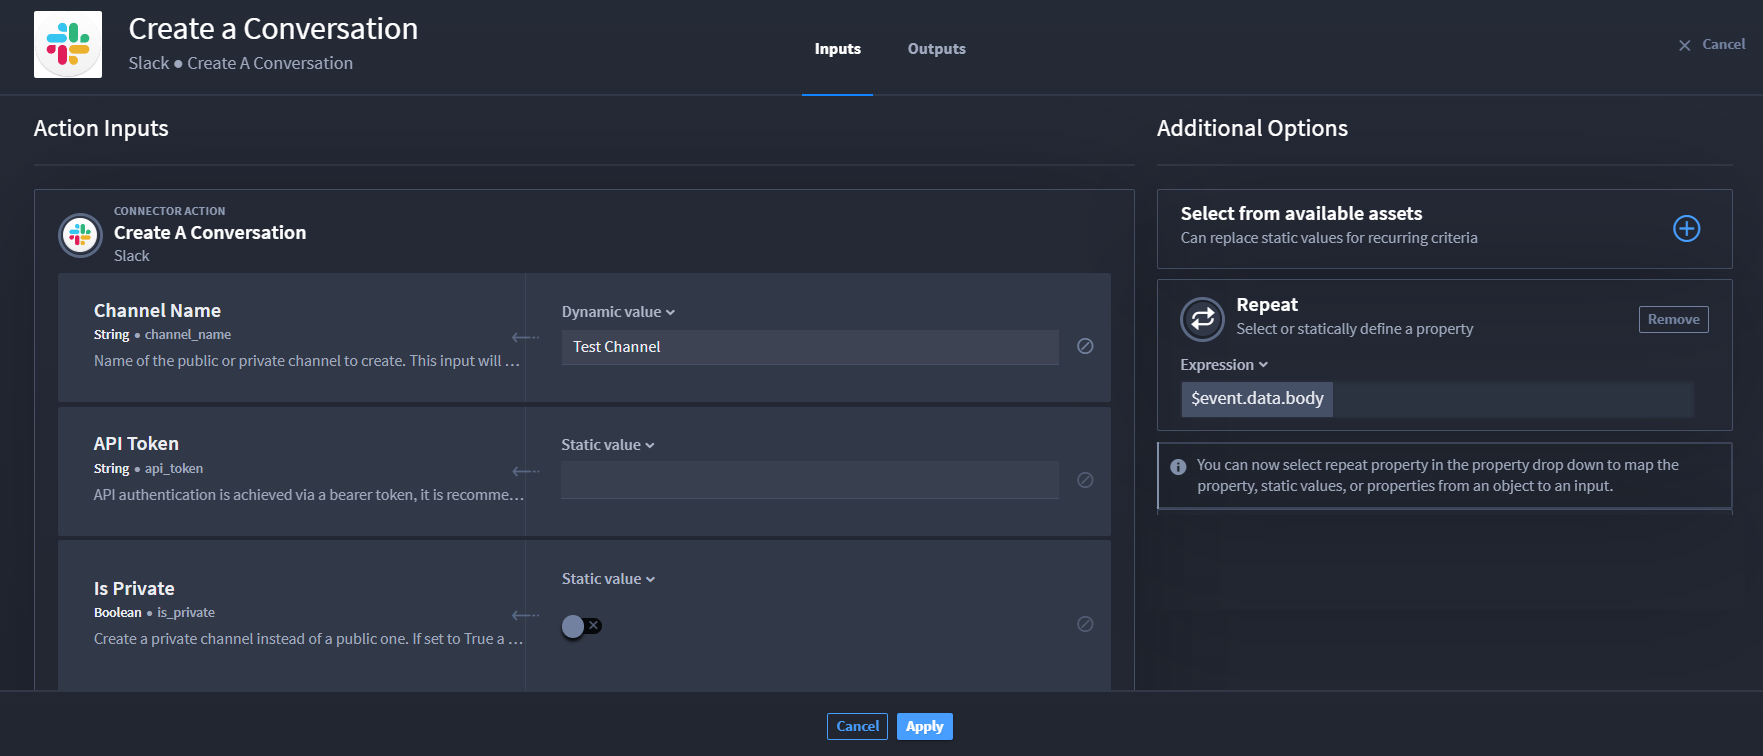 Create a Conversation
Slack ● Create A Conversation
Inputs
Outputs
Cancel
Action Inputs
CONNECTOR ACTION
Create A Conversation
Slack
Channel Name
String ● channel_name
Name of the public or private channel to create. This input will ...
Dynamic value
Test Channel
API Token
String ● api_token
API authentication is achieved via a bearer token, it is recomme...
Static value
Is Private
Boolean ● is_private
Create a private channel instead of a public one. If set to True a ...
Static value
Additional Options
Select from available assets
Can replace static values for recurring criteria
Repeat
Select or statically define a property
Remove
Expression
$event.data.body
You can now select repeat property in the property drop down to map the
property, static values, or properties from an object to an input.
Cancel
Apply